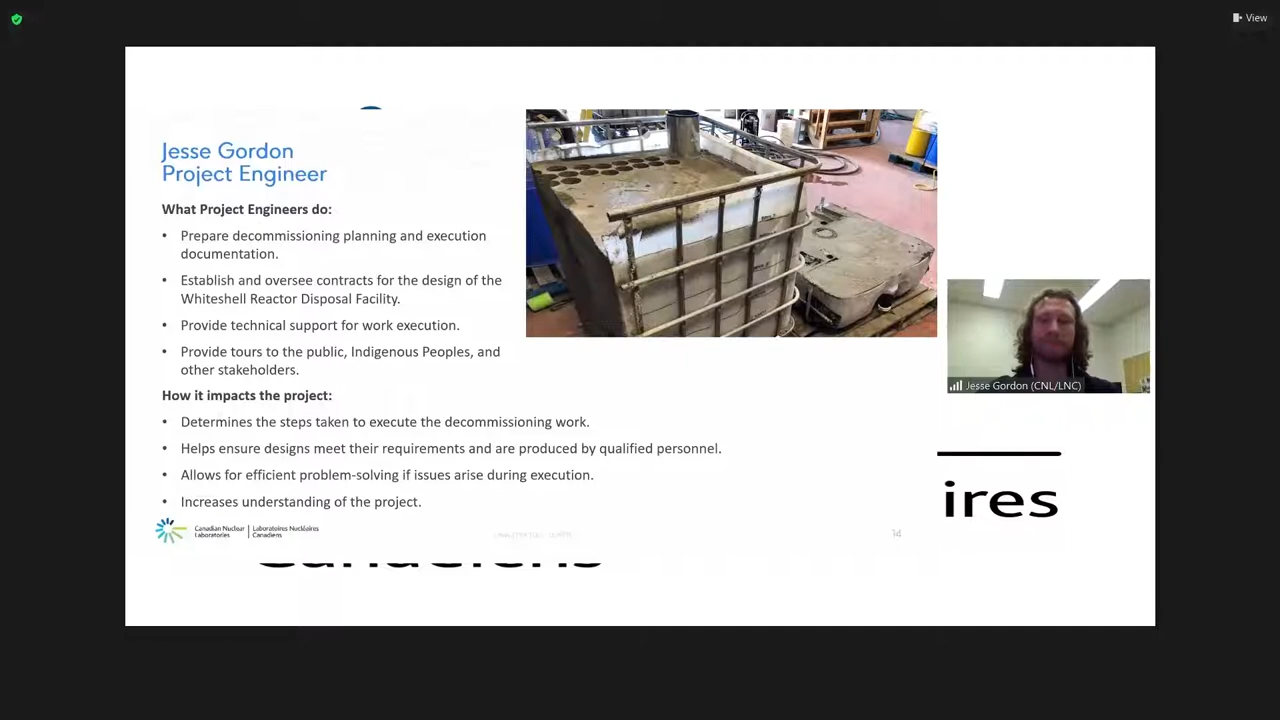 View
Jesse Gordon
Project Engineer
What Project Engineers do:
• Prepare decommissioning planning and execution
documentation.
• Establish and oversee contracts for the design of the
Whiteshell Reactor Disposal Facility.
• Provide technical support for work execution.
• Provide tours to the public, Indigenous Peoples, and
other stakeholders.
How it impacts the project:
• Determines the steps taken to execute the decommissioning work.
• Helps ensure designs meet their requirements and are produced by qualified personnel.
• Allows for efficient problem-solving if issues arise during execution.
• Increases understanding of the project.
Jesse Gordon (CNL/LNC)
ires
Canadian Nuclear
Laboratories
Laboratoires Nucléaires
Canadiens
14